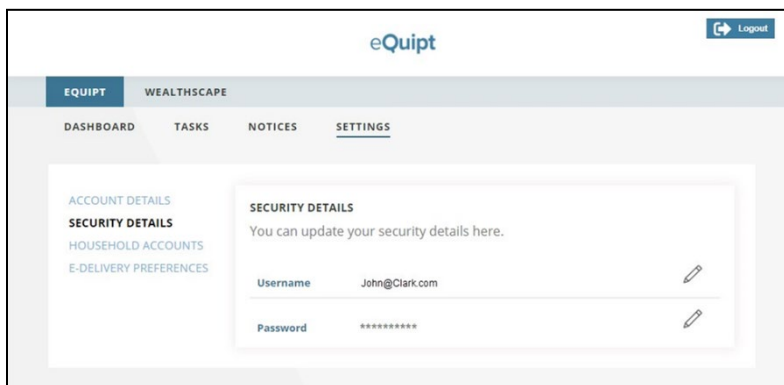 eQuipt
Logout
EQUIPT WEALTHSCAPE
DASHBOARD TASKS NOTICES SETTINGS
ACCOUNT DETAILS
SECURITY DETAILS
HOUSEHOLD ACCOUNTS
E-DELIVERY PREFERENCES
SECURITY DETAILS
You can update your security details here.
Username John@Clark.com
Password **********